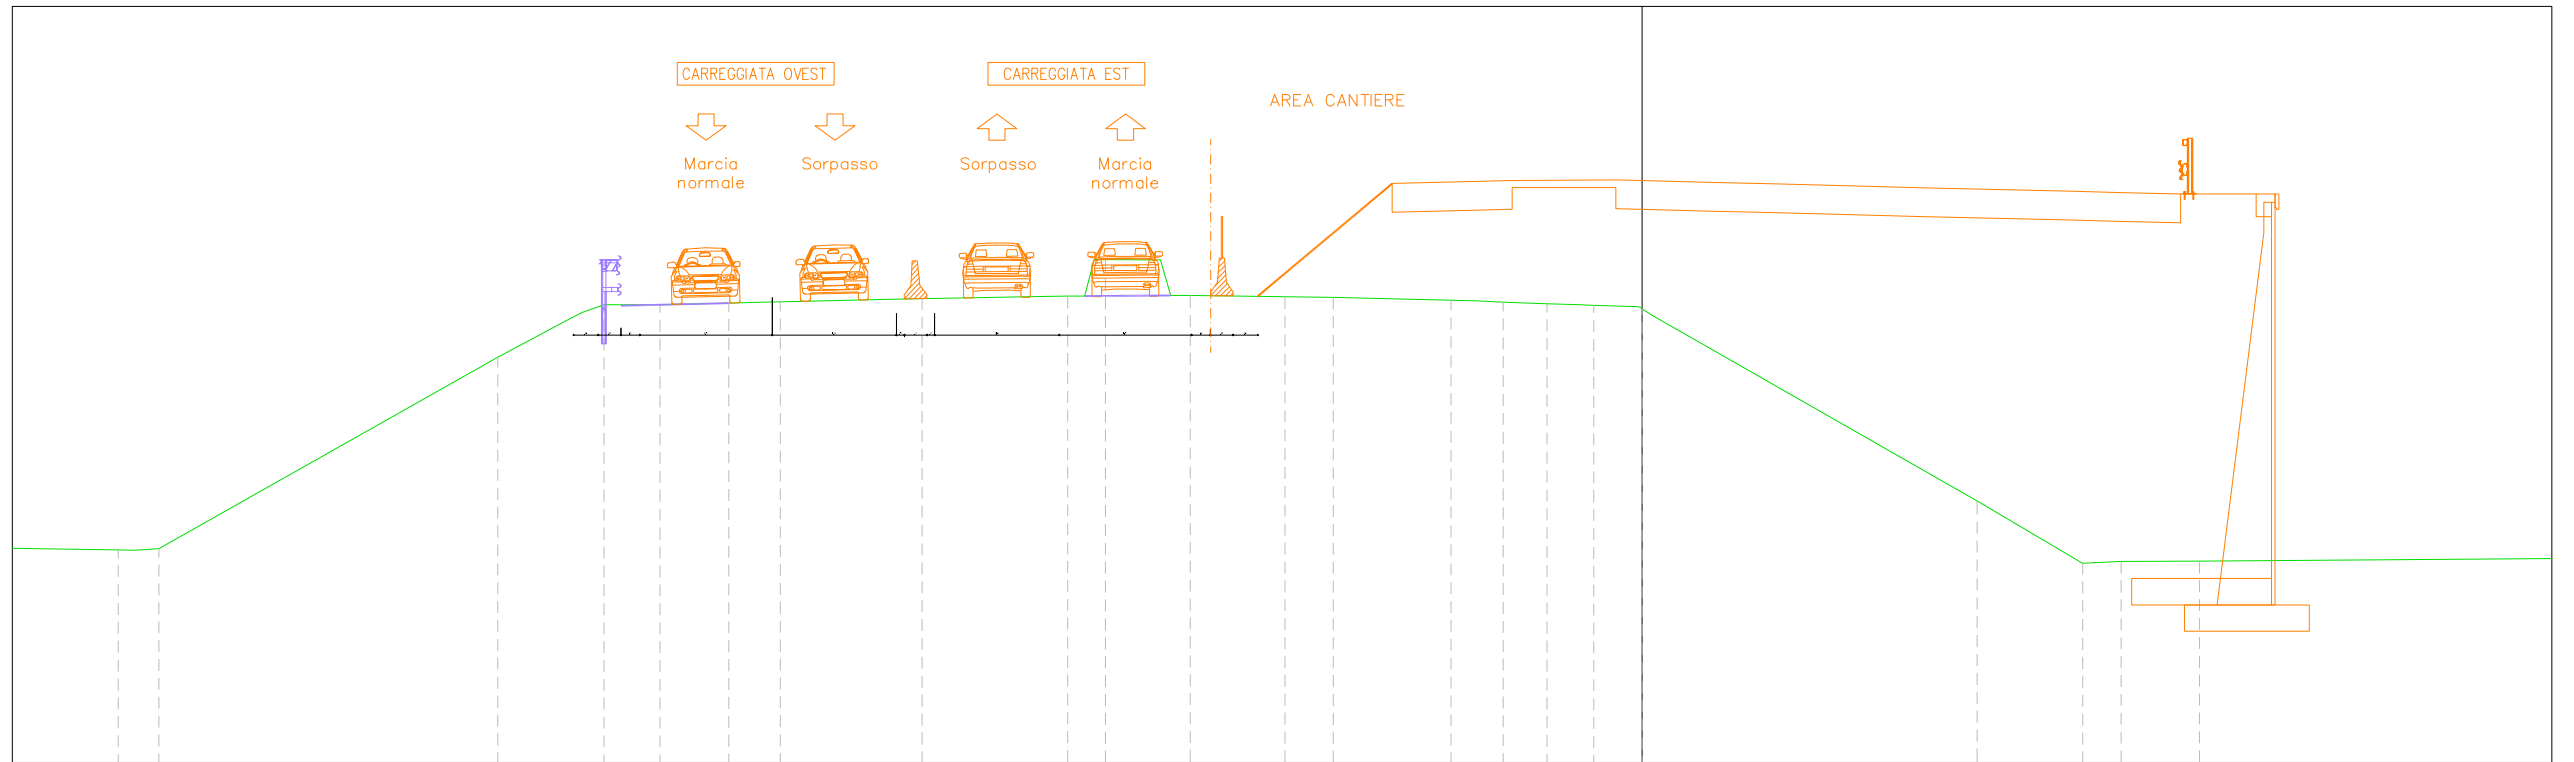 CARREGGIATA OVEST
CARREGGIATA EST
AREA CANTIERE
Marcia
normale
Sorpasso
Sorpasso
Marcia
normale